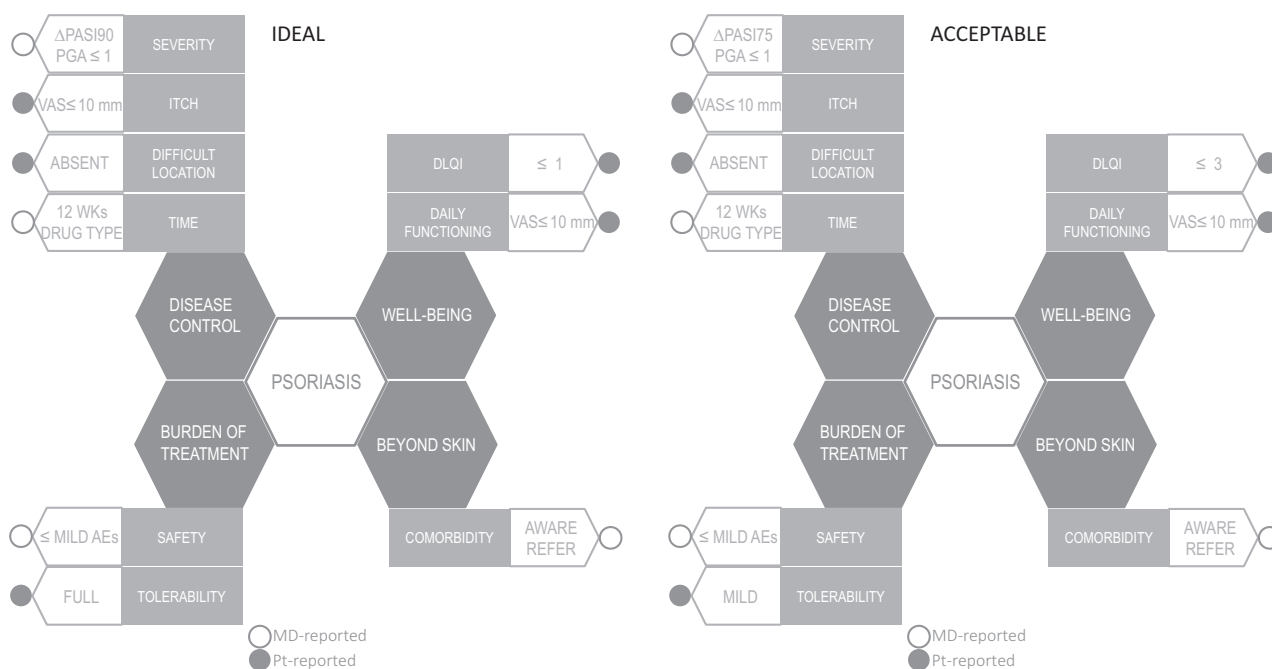 IDEAL
ΔPASI90
PGA ≤ 1
SEVERITY
VAS≤ 10 mm
ITCH
ABSENT
DIFFICULT
LOCATION
12 WKs
DRUG TYPE
TIME
DLQI
≤ 1
DAILY
FUNCTIONING
VAS≤ 10 mm
DISEASE
CONTROL
WELL-BEING
PSORIASIS
BURDEN OF
TREATMENT
BEYOND SKIN
≤ MILD AEs
SAFETY
FULL
TOLERABILITY
COMORBIDITY
AWARE
REFER
MD-reported
Pt-reported
ACCEPTABLE
ΔPASI75
PGA ≤ 1
SEVERITY
VAS≤ 10 mm
ITCH
ABSENT
DIFFICULT
LOCATION
12 WKs
DRUG TYPE
TIME
DLQI
≤ 3
DAILY
FUNCTIONING
VAS≤ 10 mm
DISEASE
CONTROL
WELL-BEING
PSORIASIS
BURDEN OF
TREATMENT
BEYOND SKIN
≤ MILD AEs
SAFETY
MILD
TOLERABILITY
COMORBIDITY
AWARE
REFER
MD-reported
Pt-reported